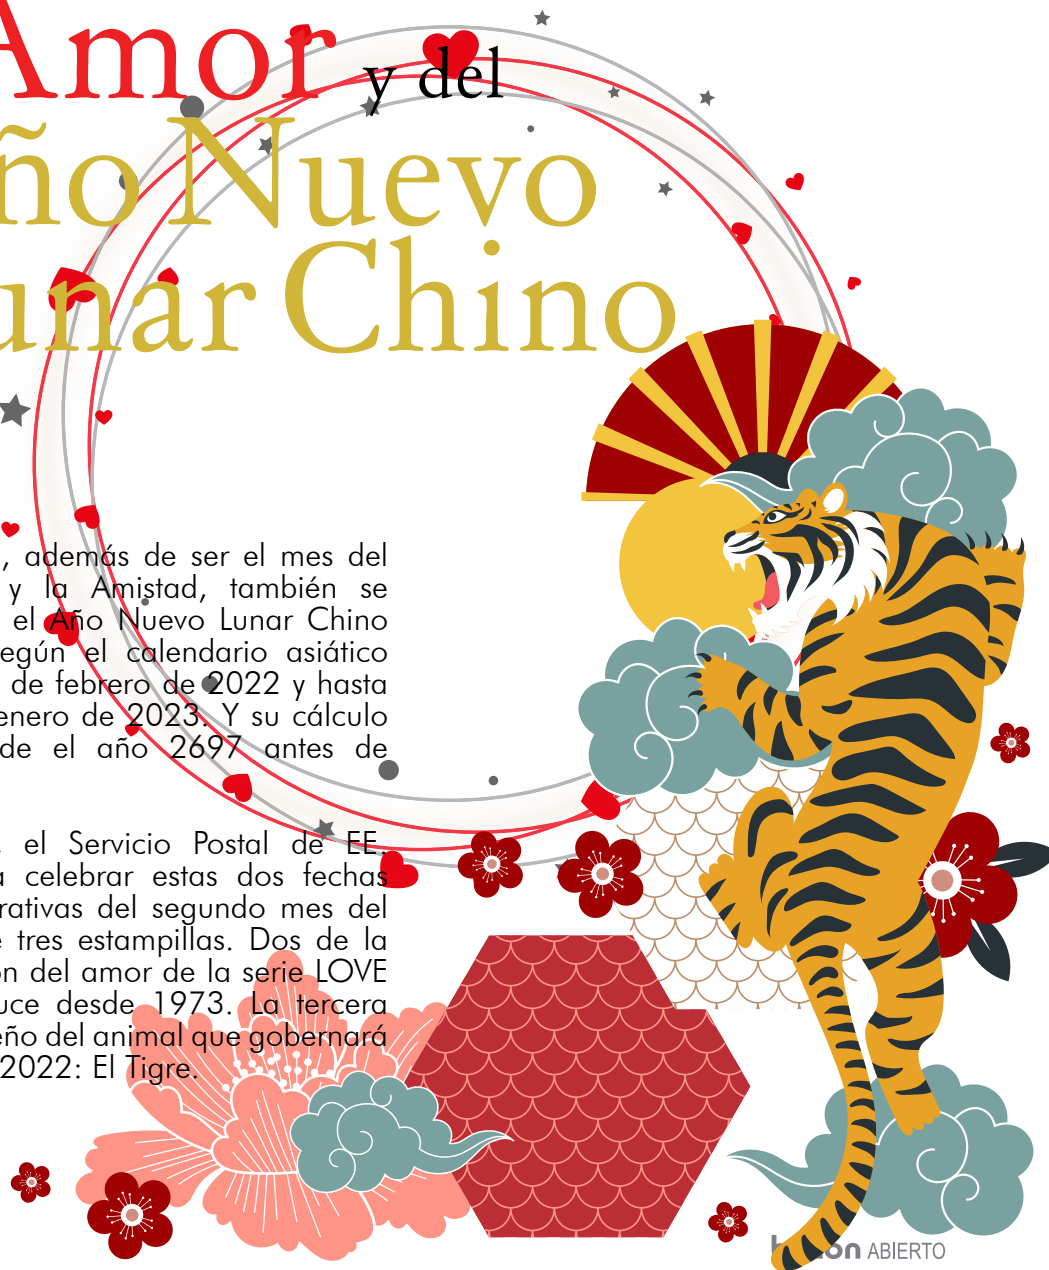 Amor y del
ño Nuevo
unar Chino
, además de ser el mes del
y la Amistad, también se
el Año Nuevo Lunar Chino
egún el calendario asiático
de febrero de 2022 y hasta
enero de 2023. Y su cálculo
de el año 2697 antes de
el Servicio Postal de EE.
a celebrar estas dos fechas
rativas del segundo mes del
e tres estampillas. Dos de la
ón del amor de la serie LOVE
uce desde 1973. La tercera
eño del animal que gobernará
2022: El Tigre.
ABIERTO